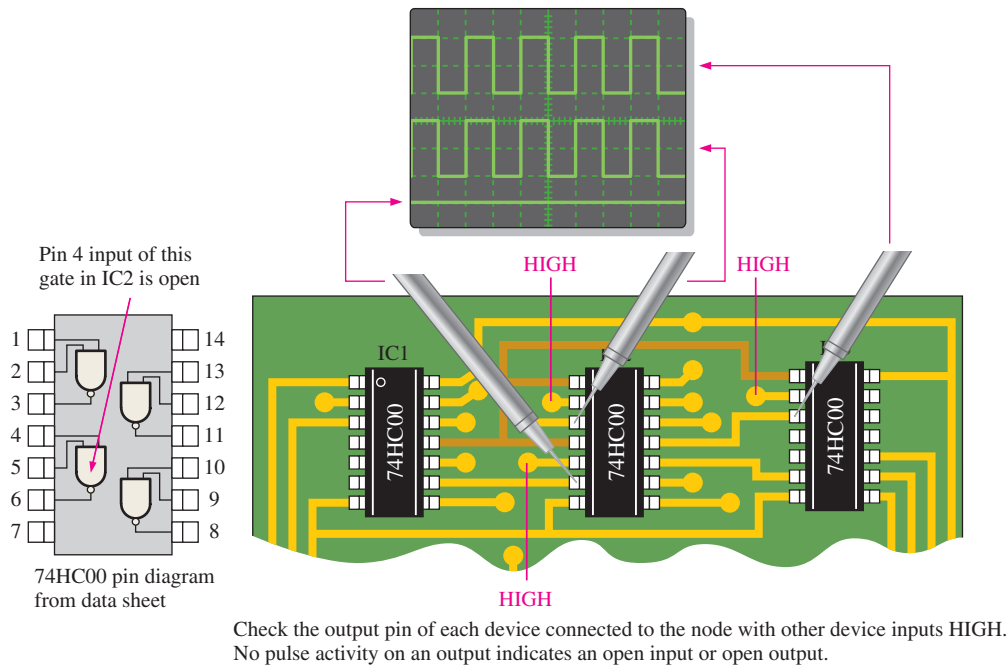 Pin 4 input of this
gate in IC2 is open
1
2
3
4
5
6
7
14
13
12
11
10
9
8
74HC00 pin diagram
from data sheet
HIGH
HIGH
IC1
74HC00
74HC00
74HC00
HIGH
Check the output pin of each device connected to the node with other device inputs HIGH.
No pulse activity on an output indicates an open input or open output.